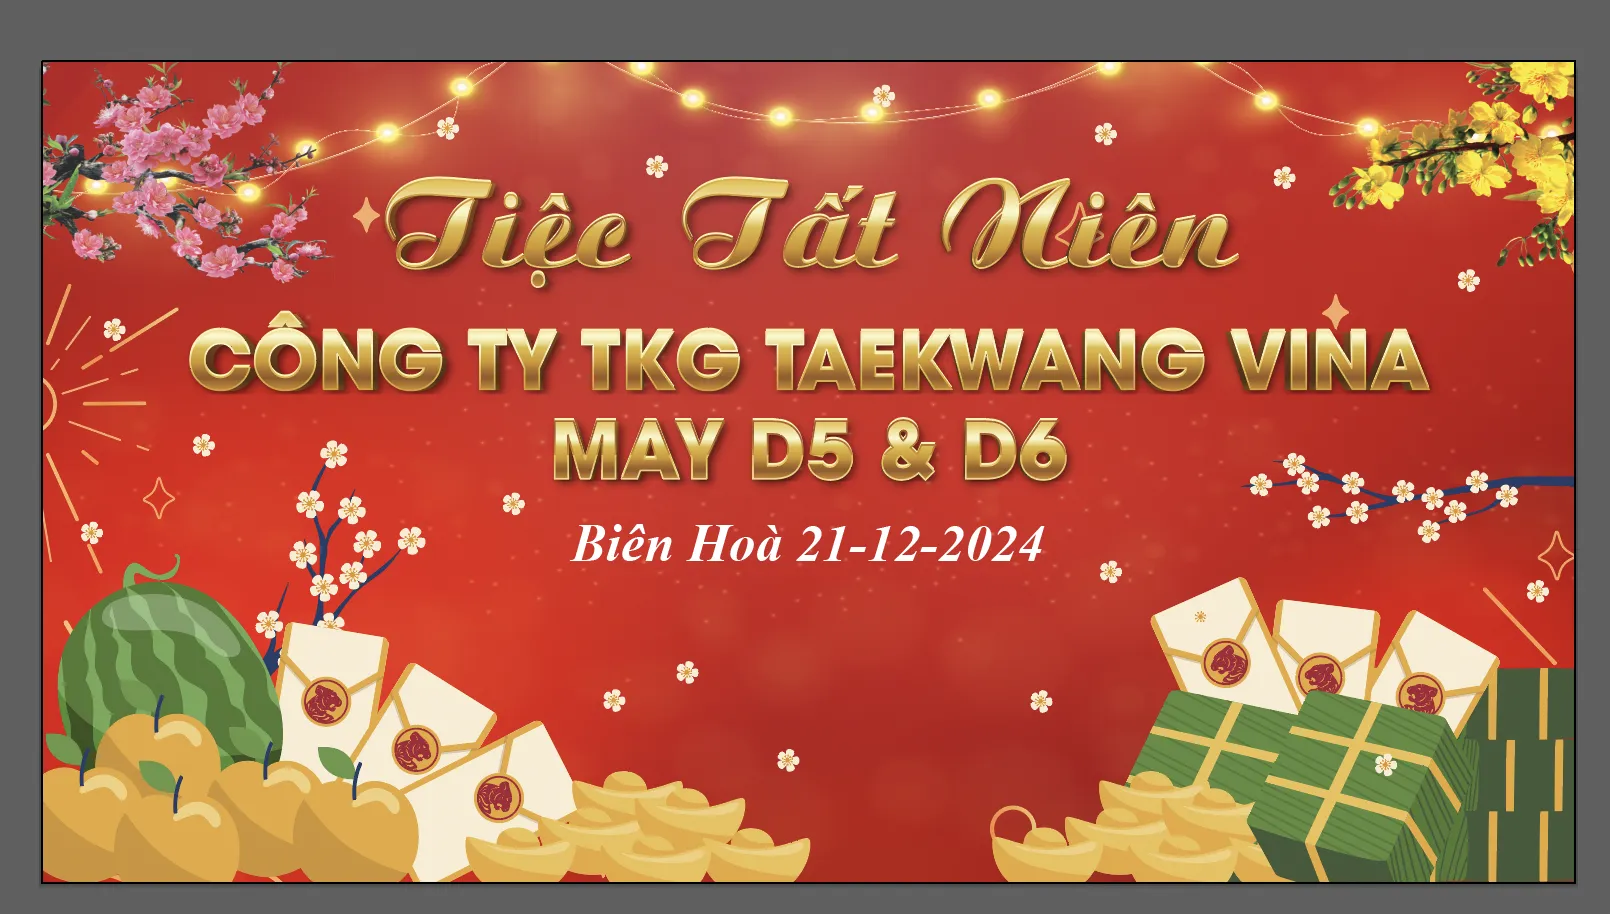 Tiệc Tất Niên
CÔNG TY TKG TAEKWANG VINA
MAY D5 & D6
Biên Hoà 21-12-2024